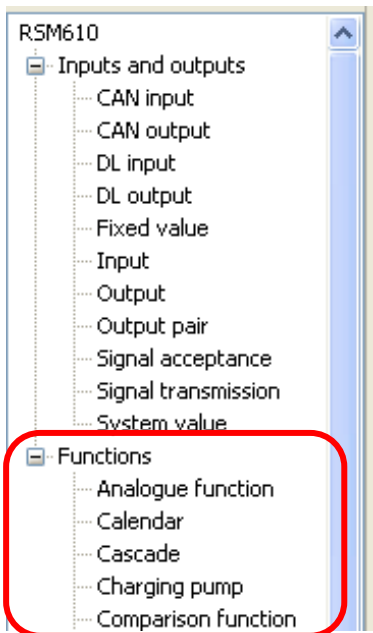 RSM610
Inputs and outputs
CAN input
CAN output
DL input
DL output
Fixed value
Input
Output
Output pair
Signal acceptance
Signal transmission
System value
Functions
Analogue function
Calendar
Cascade
Charging pump
Comparison function